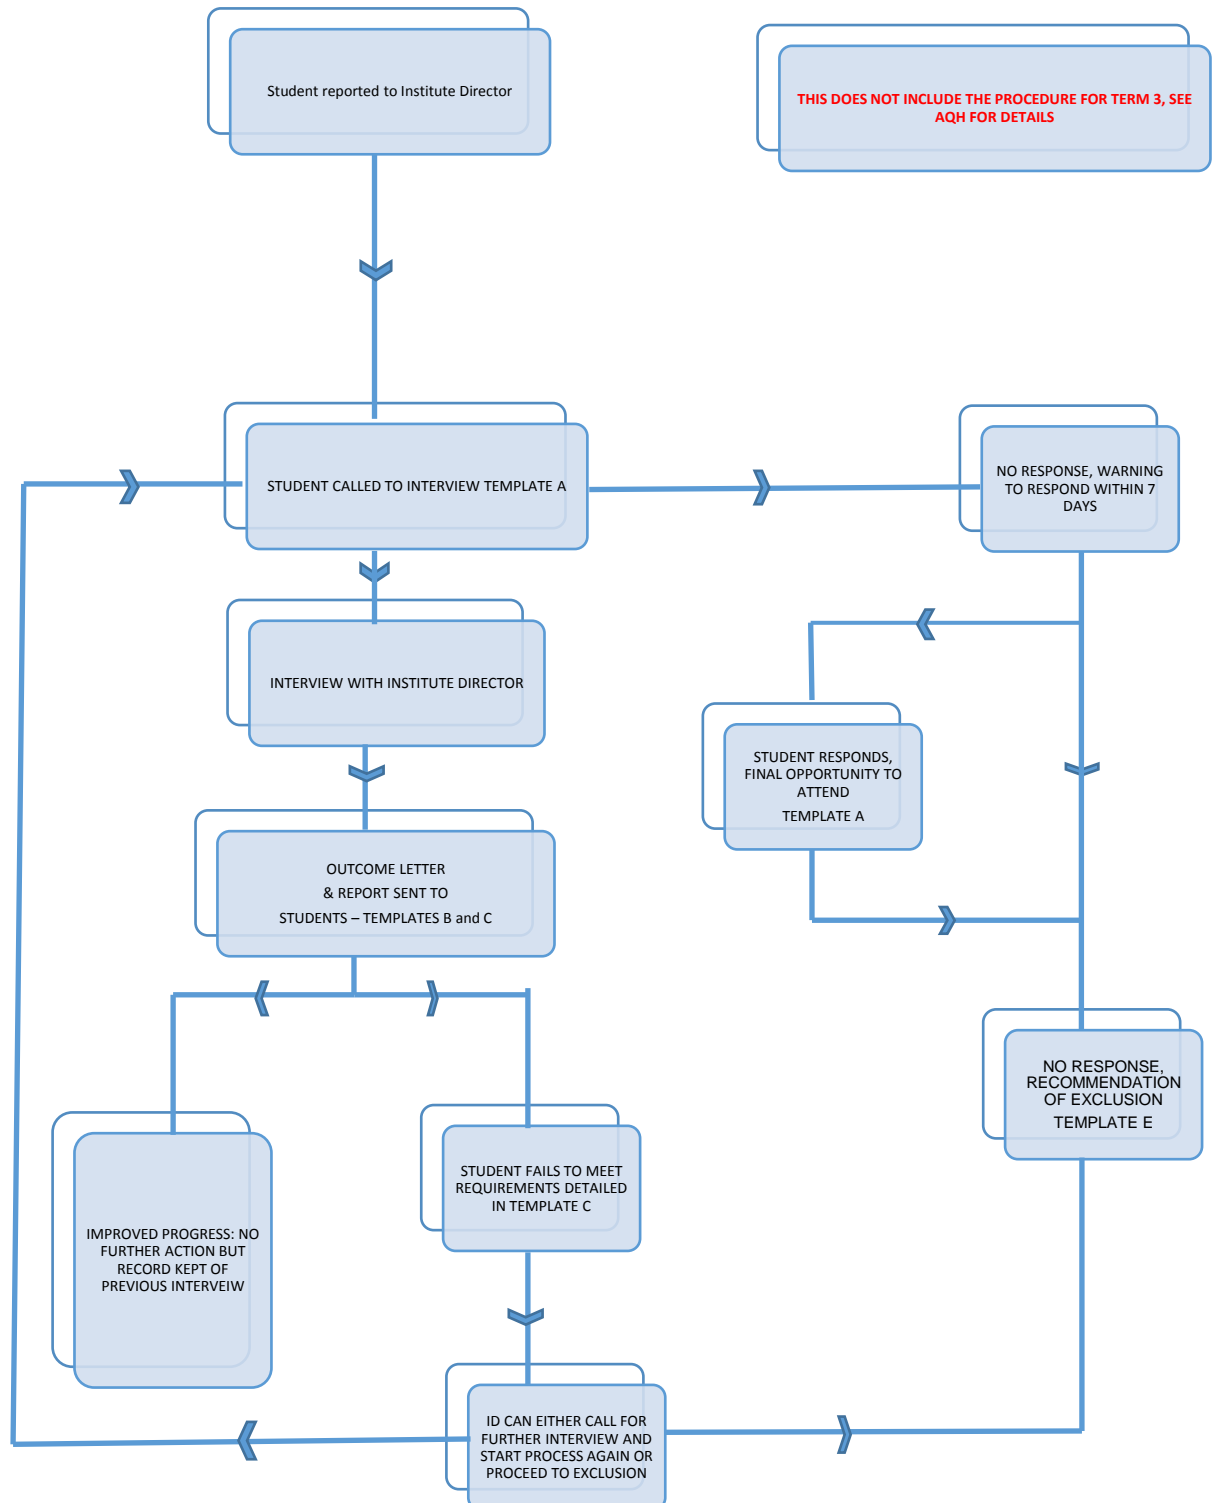 Student reported to Institute Director
THIS DOES NOT INCLUDE THE PROCEDURE FOR TERM 3, SEE
AQH FOR DETAILS
STUDENT CALLED TO INTERVIEW TEMPLATE A
NO RESPONSE, WARNING
TO RESPOND WITHIN 7
DAYS
INTERVIEW WITH INSTITUTE DIRECTOR
STUDENT RESPONDS,
FINAL OPPORTUNITY TO
ATTEND
TEMPLATE A
OUTCOME LETTER
& REPORT SENT TO
STUDENTS – TEMPLATES B and C
NO RESPONSE,
RECOMMENDATION
OF EXCLUSION
TEMPLATE E
STUDENT FAILS TO MEET
REQUIREMENTS DETAILED
IN TEMPLATE C
IMPROVED PROGRESS: NO
FURTHER ACTION BUT
RECORD KEPT OF
PREVIOUS INTERVEIW
ID CAN EITHER CALL FOR
FURTHER INTERVIEW AND
START PROCESS AGAIN OR
PROCEED TO EXCLUSION